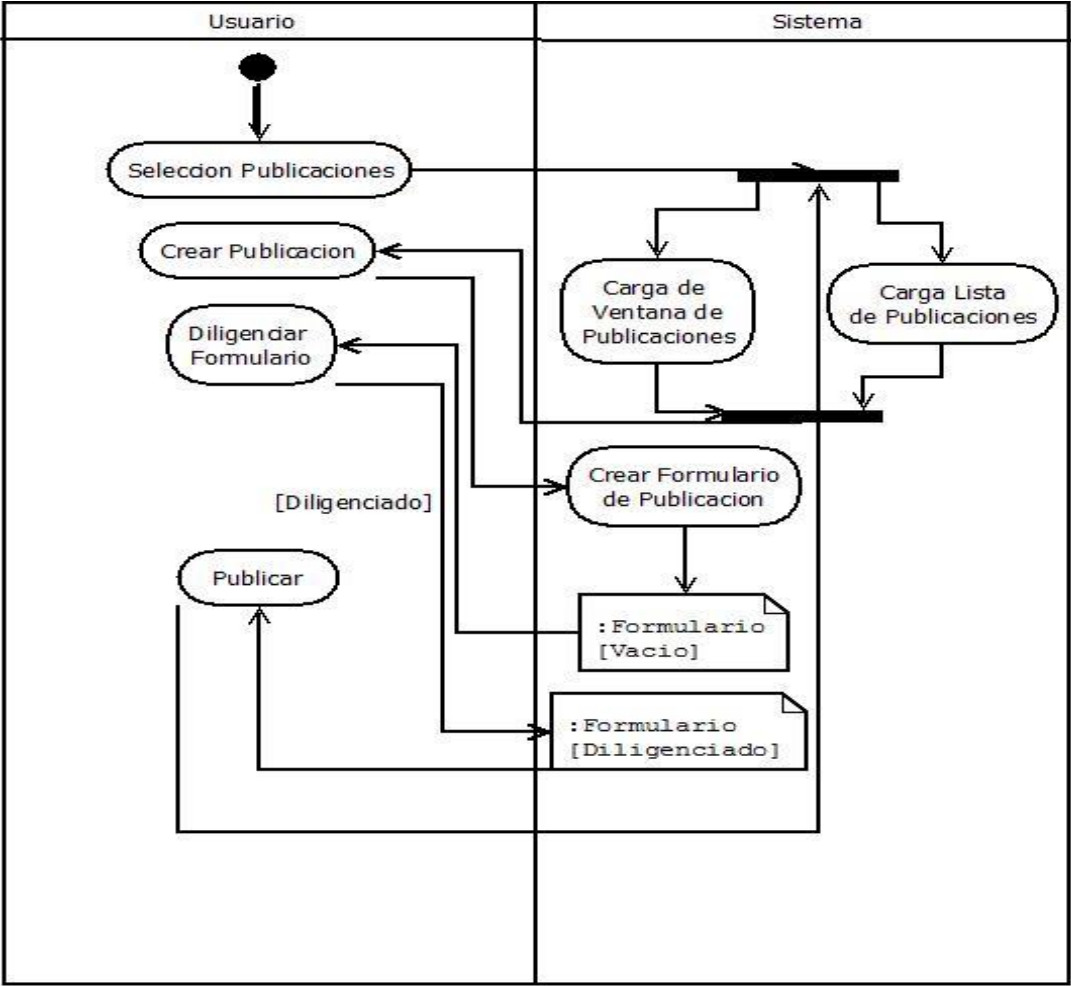 Usuario
Sistema
Seleccion Publicaciones
Crear Publicacion
Carga de
Ventana de
Publicaciones
Carga Lista
de Publicaciones
Diligenciar
Formulario
Crear Formulario
de Publicacion
[Diligenciado]
Publicar
:Formulario
[Vacio]
:Formulario
[Diligenciado]